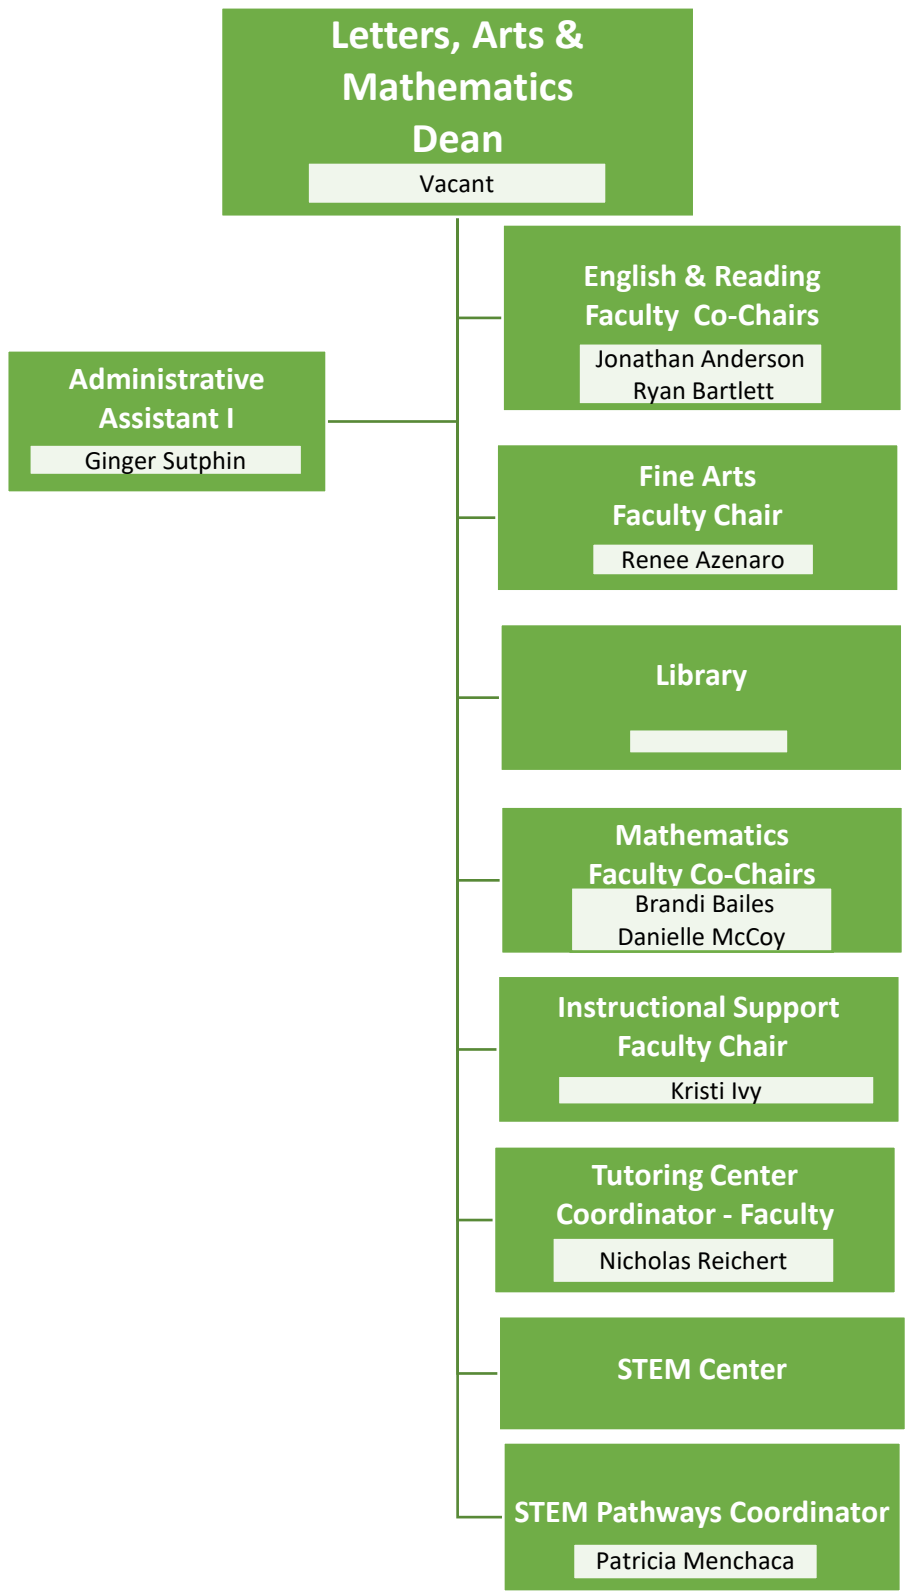 Letters, Arts &
Mathematics
Dean
Vacant
English & Reading
Faculty  Co-Chairs
Jonathan Anderson
Ryan Bartlett
Administrative
Assistant I
Ginger Sutphin
Fine Arts
Faculty Chair
Renee Azenaro
Library
Mathematics
Faculty Co-Chairs
Brandi Bailes
Danielle McCoy
Instructional Support
Faculty Chair
Kristi Ivy
Tutoring Center
Coordinator - Faculty
Nicholas Reichert
STEM Center
STEM Pathways Coordinator
Patricia Menchaca